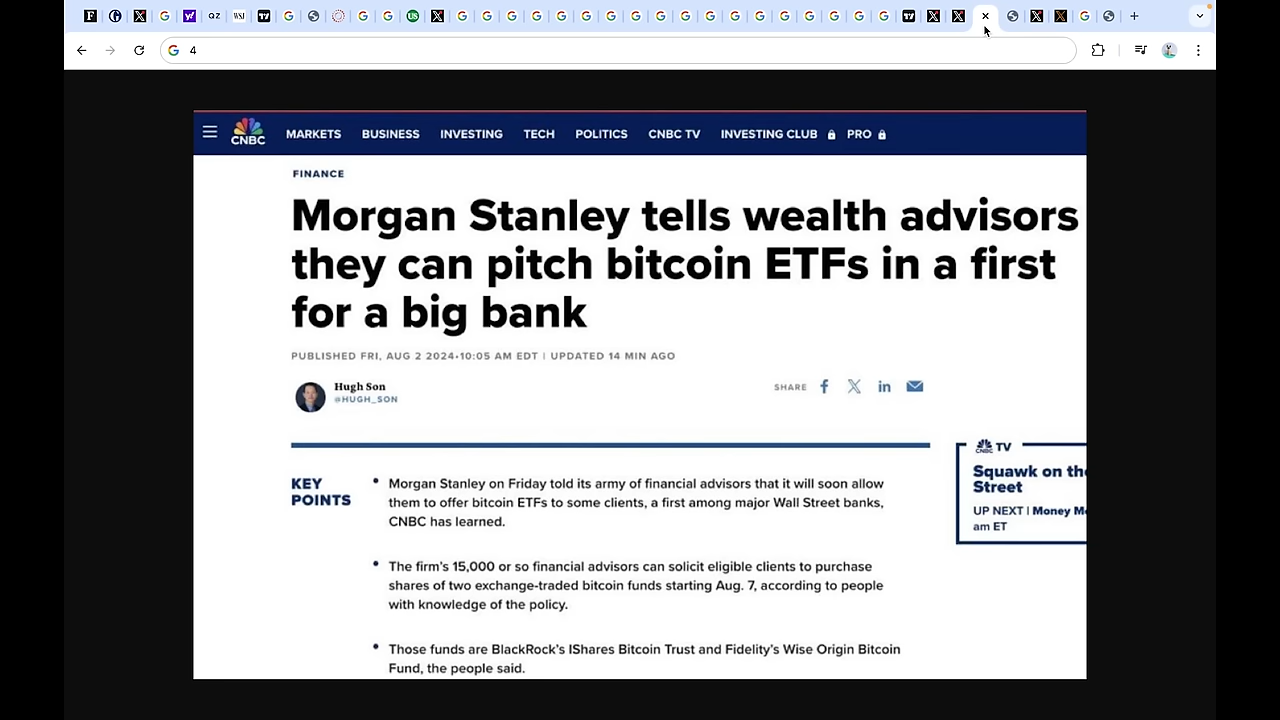 QZ
WSJ
US
4
CNBC
MARKETS BUSINESS INVESTING TECH POLITICS CNBC TV INVESTING CLUB PRO
FINANCE
Morgan Stanley tells wealth advisors
they can pitch bitcoin ETFs in a first
for a big bank
PUBLISHED FRI, AUG 2 2024•10:05 AM EDT | UPDATED 14 MIN AGO
Hugh Son
@HUGH_SON
SHARE
KEY
POINTS
• Morgan Stanley on Friday told its army of financial advisors that it will soon allow
them to offer bitcoin ETFs to some clients, a first among major Wall Street banks,
CNBC has learned.
• The firm's 15,000 or so financial advisors can solicit eligible clients to purchase
shares of two exchange-traded bitcoin funds starting Aug. 7, according to people
with knowledge of the policy.
• Those funds are BlackRock's IShares Bitcoin Trust and Fidelity's Wise Origin Bitcoin
Fund, the people said.
CNBC TV
Squawk on the
Street
UP NEXT | Money Mo
am ET